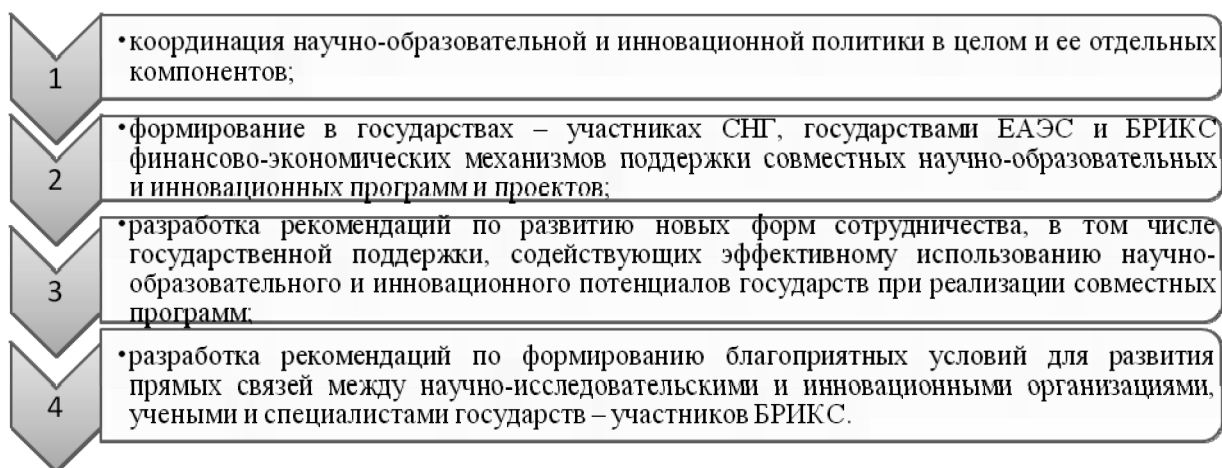 1
•координация научно-образовательной и инновационной политики в целом и ее отдельных
компонентов;
2
•формирование в государствах – участниках СНГ, государствами ЕАЭС и БРИКС
финансово-экономических механизмов поддержки совместных научно-образовательных
и инновационных программ и проектов;
3
•разработка рекомендаций по развитию новых форм сотрудничества, в том числе
государственной поддержки, содействующих эффективному использованию научно-
образовательного и инновационного потенциалов государств при реализации совместных
программ;
4
•разработка рекомендаций по формированию благоприятных условий для развития
прямых связей между научно-исследовательскими и инновационными организациями,
учеными и специалистами государств – участников БРИКС.